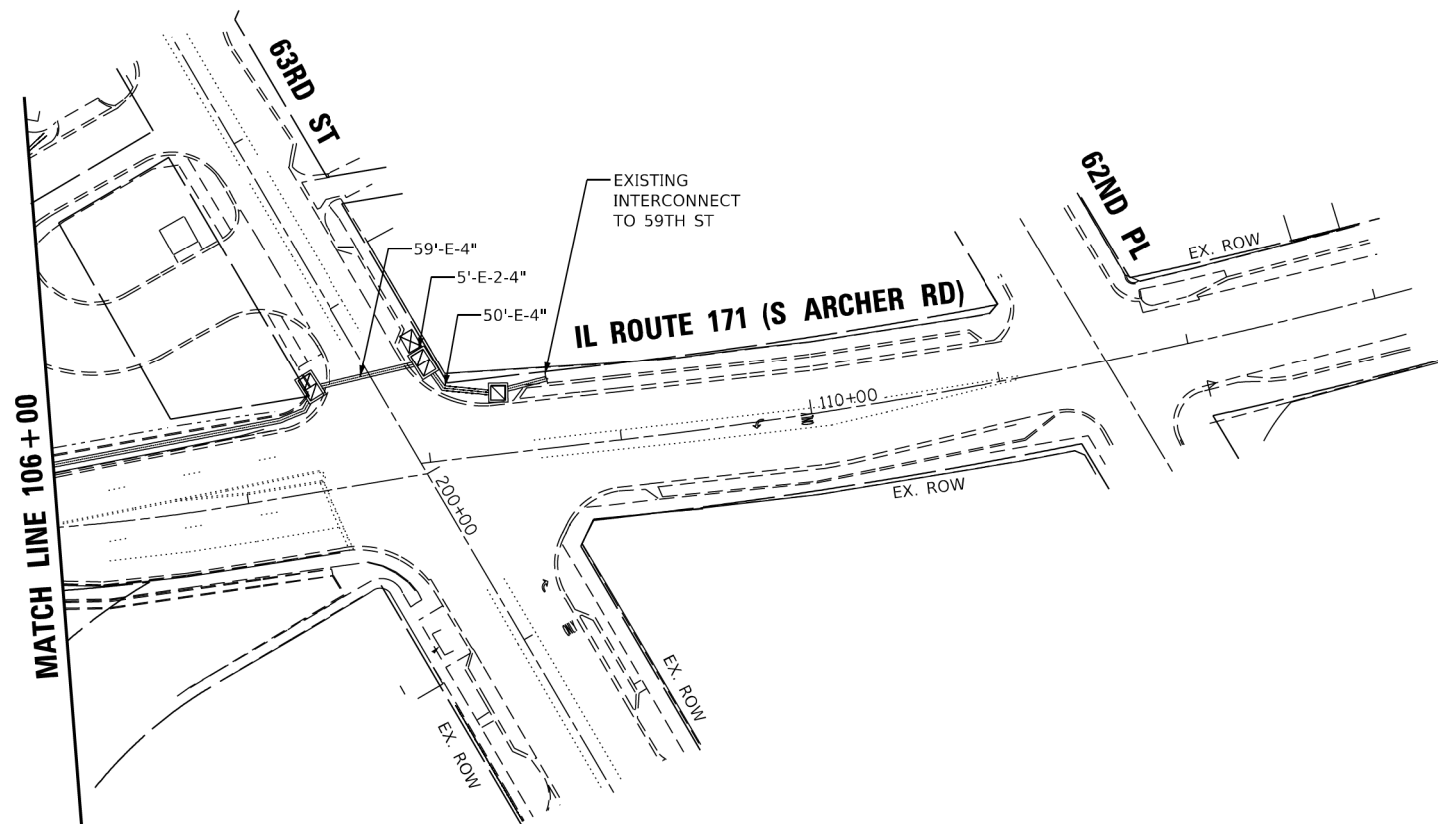 63RD ST
EXISTING
INTERCONNECT
TO 59TH ST
62ND PL
EX. ROW
59'-E-4"
5'-E-2-4"
50'-E-4"
IL ROUTE 171 (S ARCHER RD)
110+00
MATCH LINE 106+00
200+00
EX. ROW
EX. ROW
EX. ROW